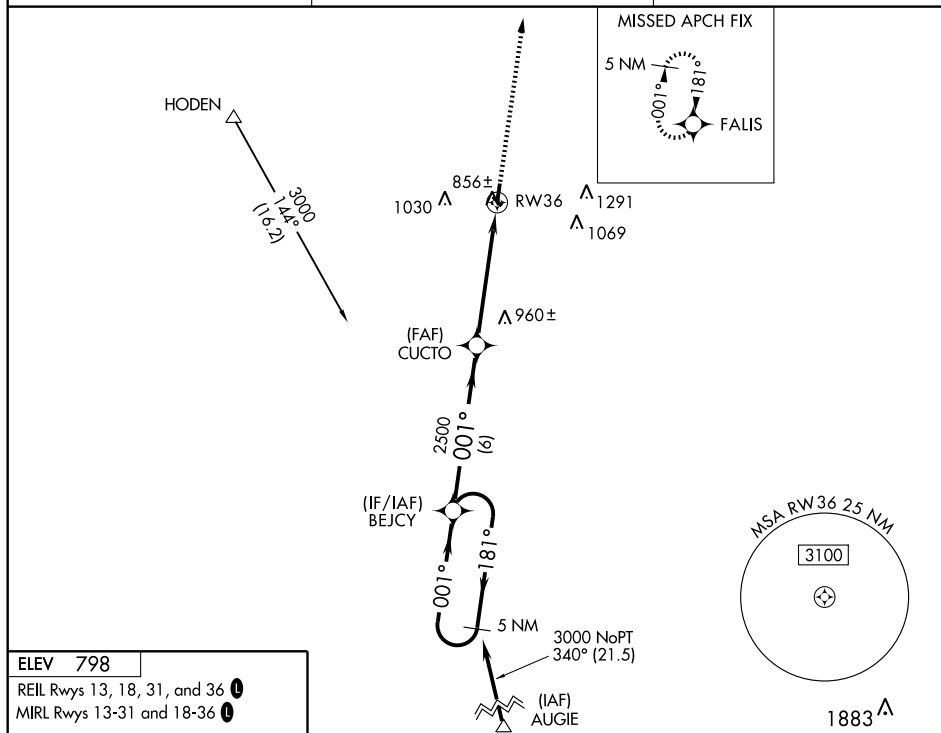 MISSED APCH FIX
5 NM
001°
181°
FALIS
HODEN
3000
144°
(16.2)
856±
1030
RW36
1291
1069
960±
(FAF)
CUCTO
2500
001°
(6)
(IF/IAF)
BEJCY
001°
181°
5 NM
3000 NoPT
340° (21.5)
(IAF)
AUGIE
MSA RW36 25 NM
3100
1883
ELEV 798
REIL Rwys 13, 18, 31, and 36 L
MIRL Rwys 13-31 and 18-36 L